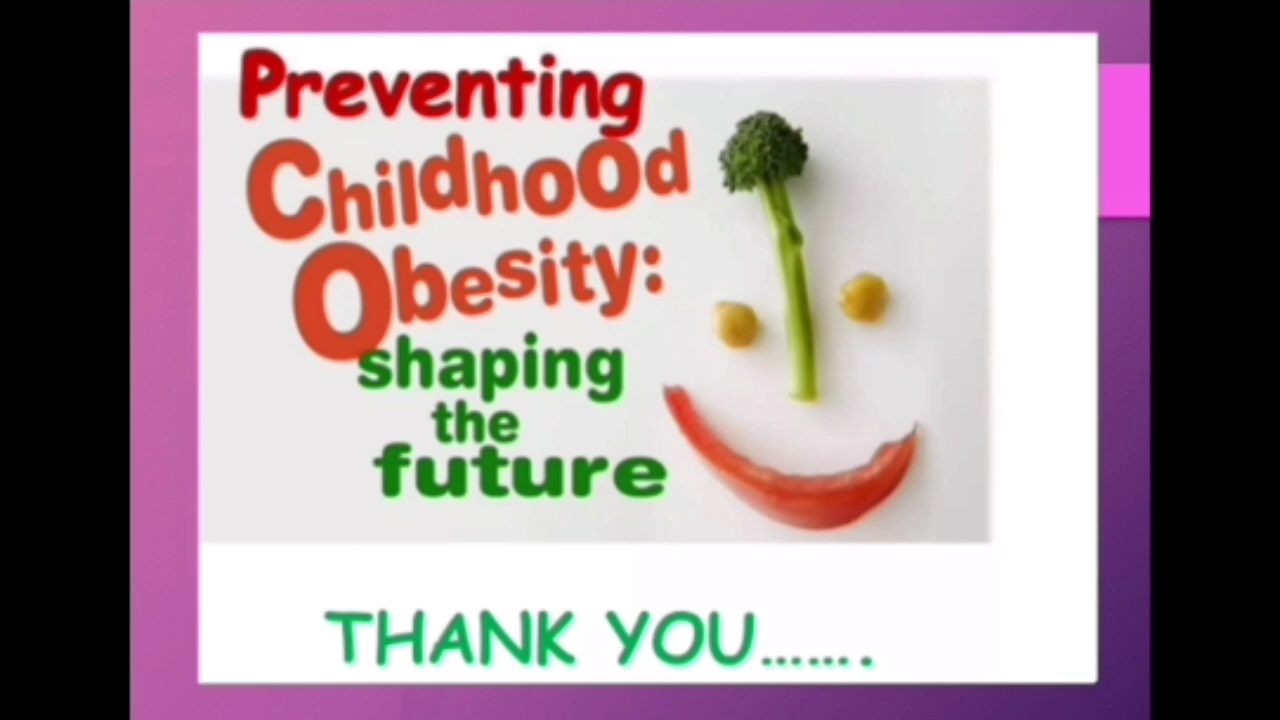 Preventing
Childhood
Obesity:
shaping
the
future
THANK YOU.......